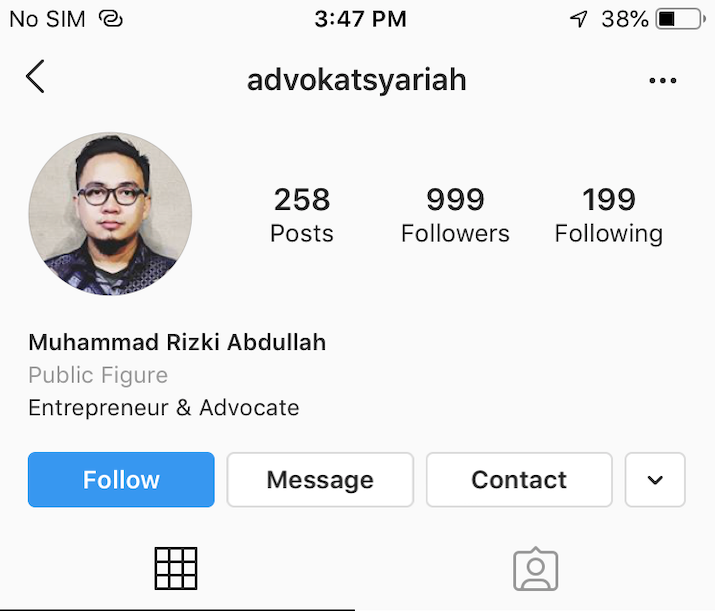 No SIM 3:47 PM 38%
advokatsyariah
258 999 199
Posts Followers Following
Muhammad Rizki Abdullah
Public Figure
Entrepreneur & Advocate
Follow Message Contact